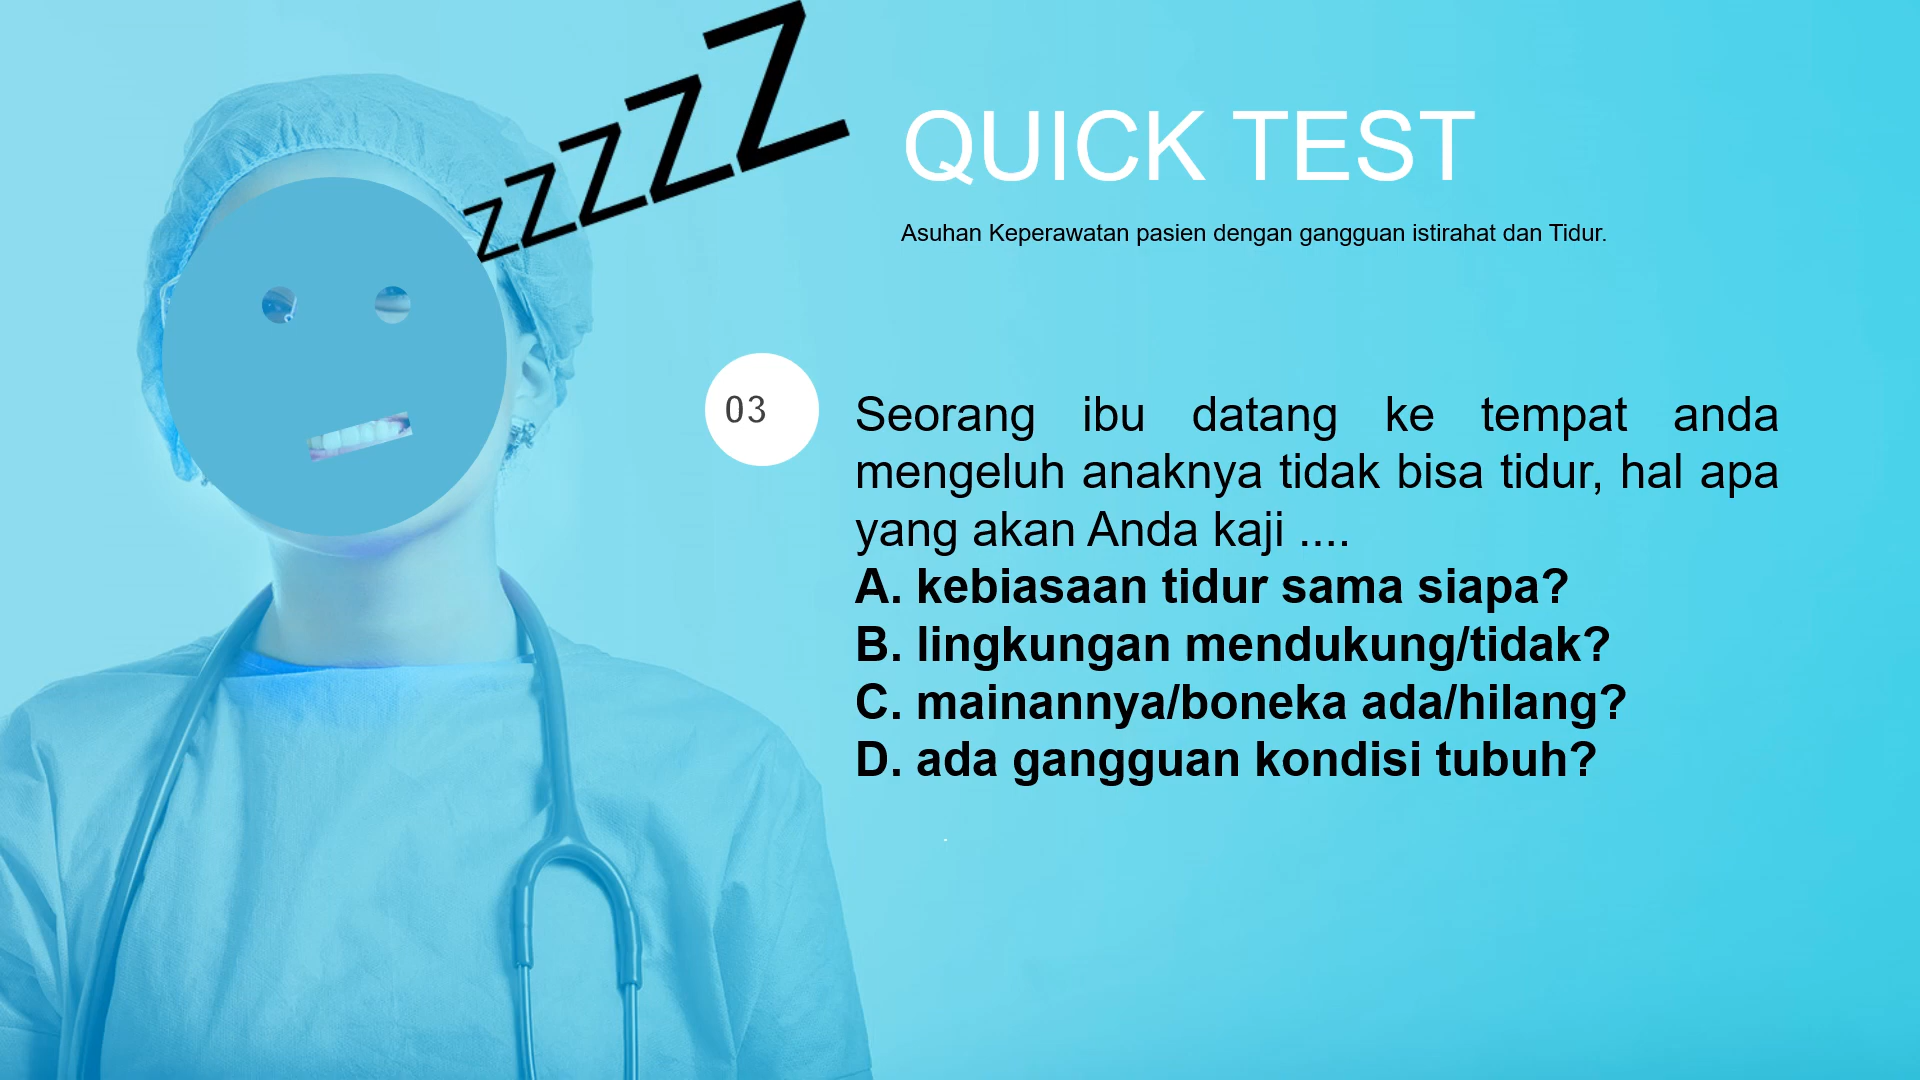 zzzzZ
QUICK TEST
Asuhan Keperawatan pasien dengan gangguan istirahat dan Tidur.
03
Seorang ibu datang ke tempat anda
mengeluh anaknya tidak bisa tidur, hal apa
yang akan Anda kaji ....
A. kebiasaan tidur sama siapa?
B. lingkungan mendukung/tidak?
C. mainannya/boneka ada/hilang?
D. ada gangguan kondisi tubuh?
.